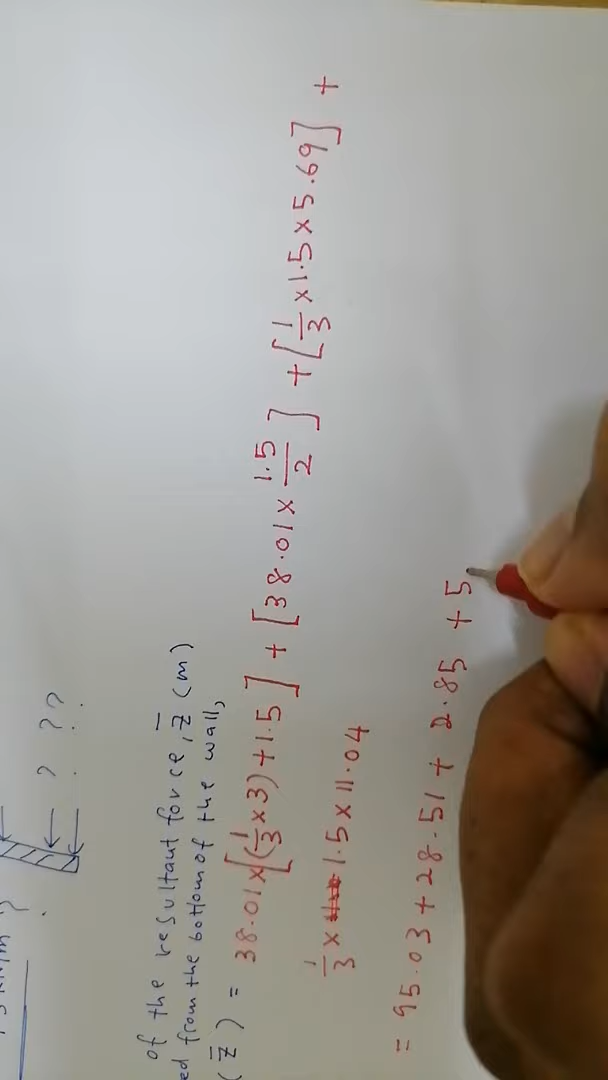 ? ??
of the resultant force, z̅ (m)
ed from the bottom of the wall,
(z̅) = 38.01×[(1/3×3)+1.5] + [38.01×1.5/2] + [1/3×1.5×5.69] +
1/3 × 1.5×11.04
= 95.03+28.51+2.85 +5